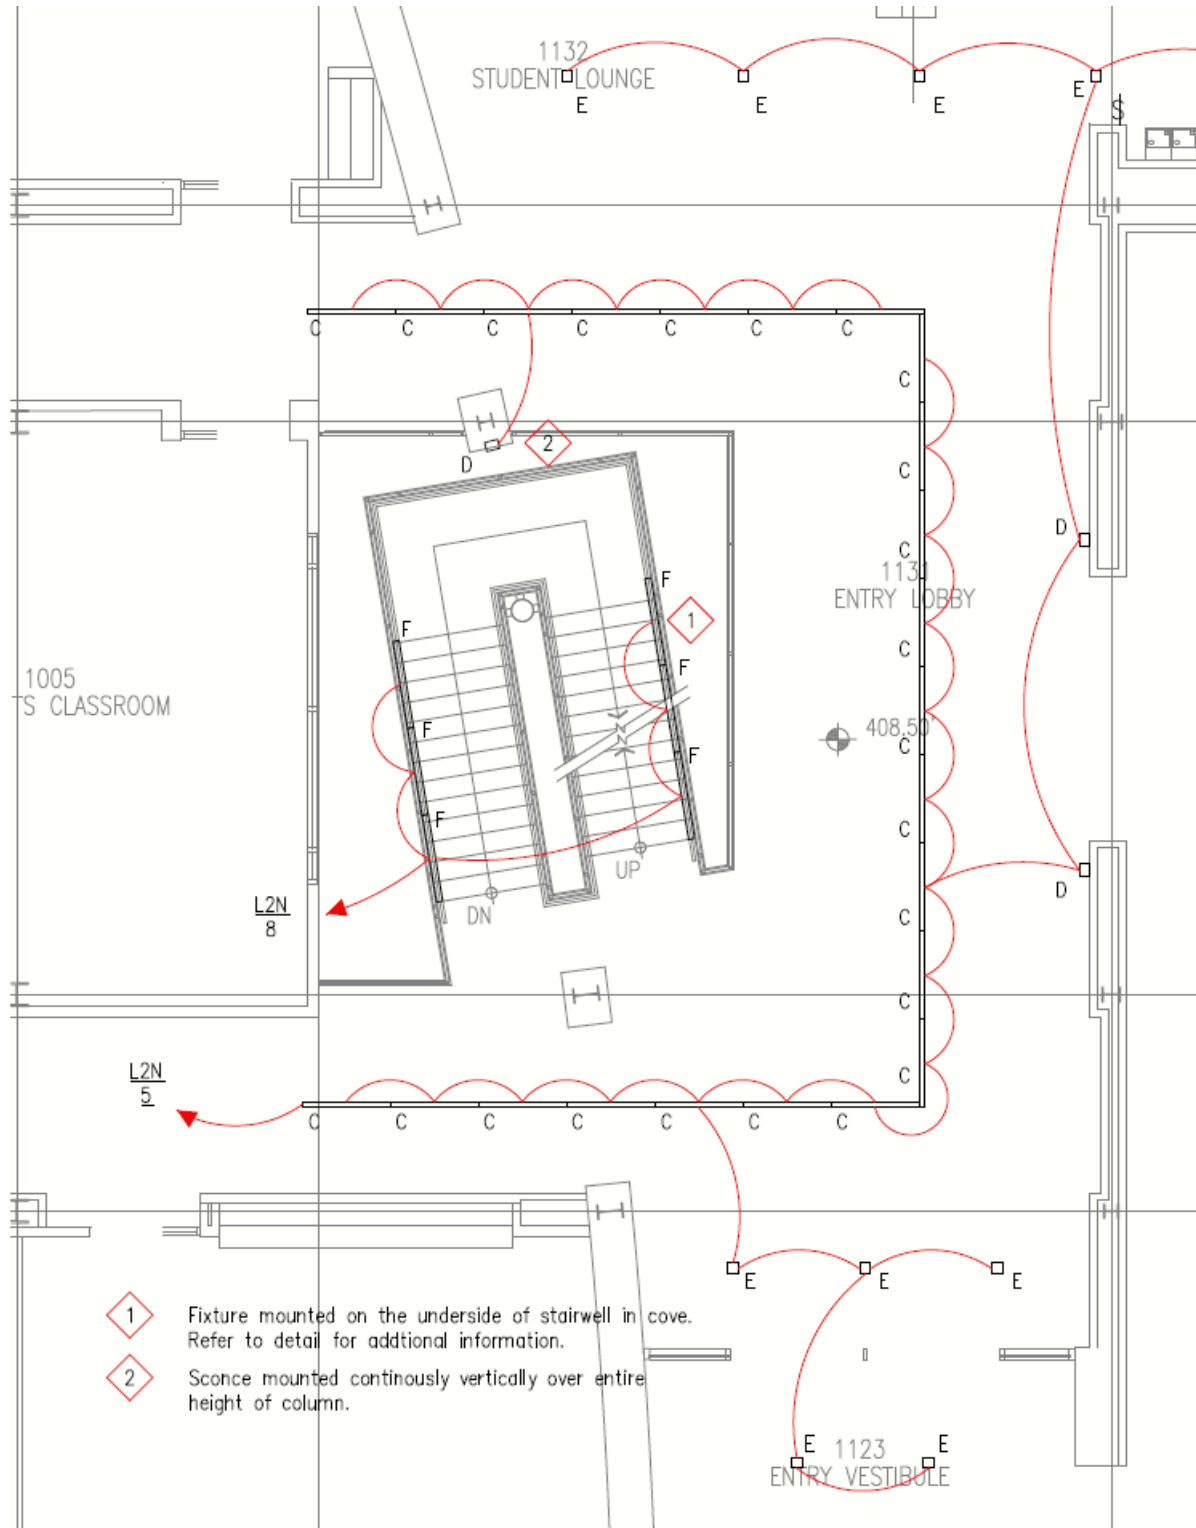 1132
STUDENT LOUNGE
E E E E
S
H
C C C C C C C
C
H
2
D
C
D
C
1131
ENTRY LOBBY
F
1
F
C
F
1005
TS CLASSROOM
F
408.50'
C
F
F
C
UP
D
L2N
8
DN
C
I
C
L2N
5
C
C C C C C C C
I
E E E
1 Fixture mounted on the underside of stairwell in cove.
Refer to detail for addtional information.
2 Sconce mounted continously vertically over entire
height of column.
E E
1123
ENTRY VESTIBULE